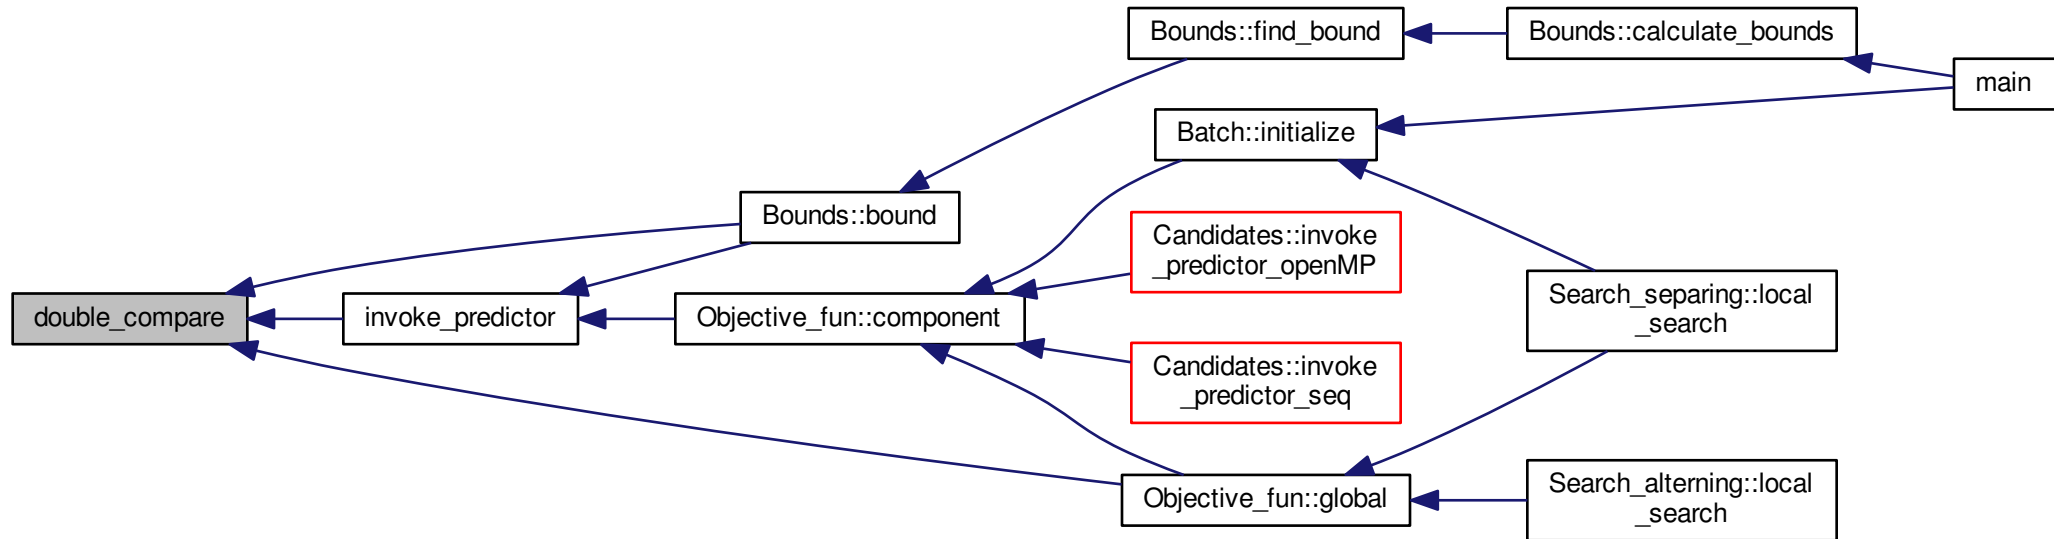 Bounds::find_bound
Bounds::calculate_bounds
main
Batch::initialize
Bounds::bound
Candidates::invoke
_predictor_openMP
double_compare
invoke_predictor
Objective_fun::component
Search_separing::local
_search
Candidates::invoke
_predictor_seq
Objective_fun::global
Search_alterning::local
_search